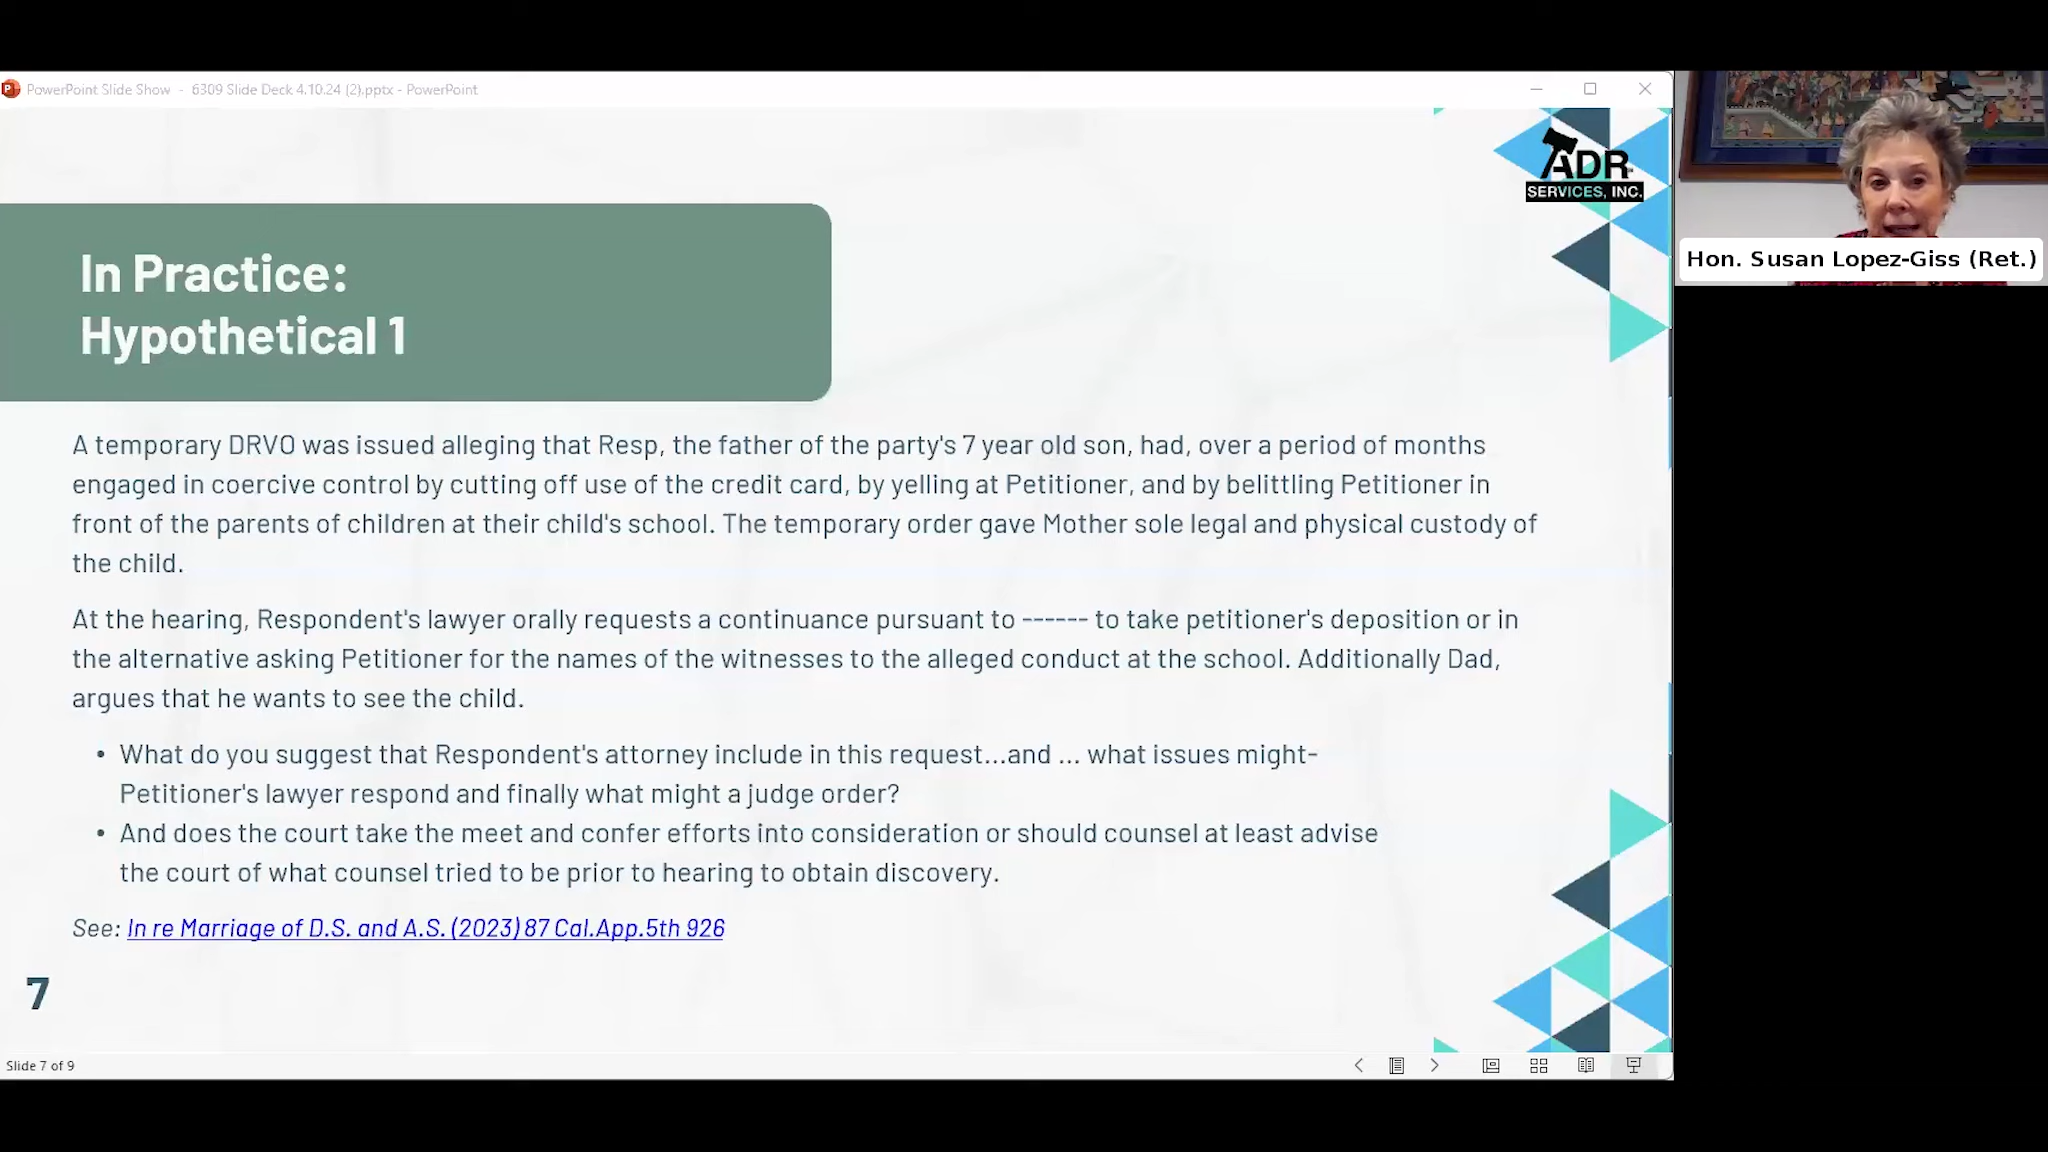 PowerPoint Slide Show - 6309 Slide Deck 4.10.24 (2).pptx - PowerPoint
ADR
SERVICES, INC.
Hon. Susan Lopez-Giss (Ret.)
In Practice:
Hypothetical 1
A temporary DRVO was issued alleging that Resp, the father of the party's 7 year old son, had, over a period of months
engaged in coercive control by cutting off use of the credit card, by yelling at Petitioner, and by belittling Petitioner in
front of the parents of children at their child's school. The temporary order gave Mother sole legal and physical custody of
the child.
At the hearing, Respondent's lawyer orally requests a continuance pursuant to ------ to take petitioner's deposition or in
the alternative asking Petitioner for the names of the witnesses to the alleged conduct at the school. Additionally Dad,
argues that he wants to see the child.
• What do you suggest that Respondent's attorney include in this request...and ... what issues might-
Petitioner's lawyer respond and finally what might a judge order?
• And does the court take the meet and confer efforts into consideration or should counsel at least advise
the court of what counsel tried to be prior to hearing to obtain discovery.
See: In re Marriage of D.S. and A.S. (2023) 87 Cal.App.5th 926
7
Slide 7 of 9